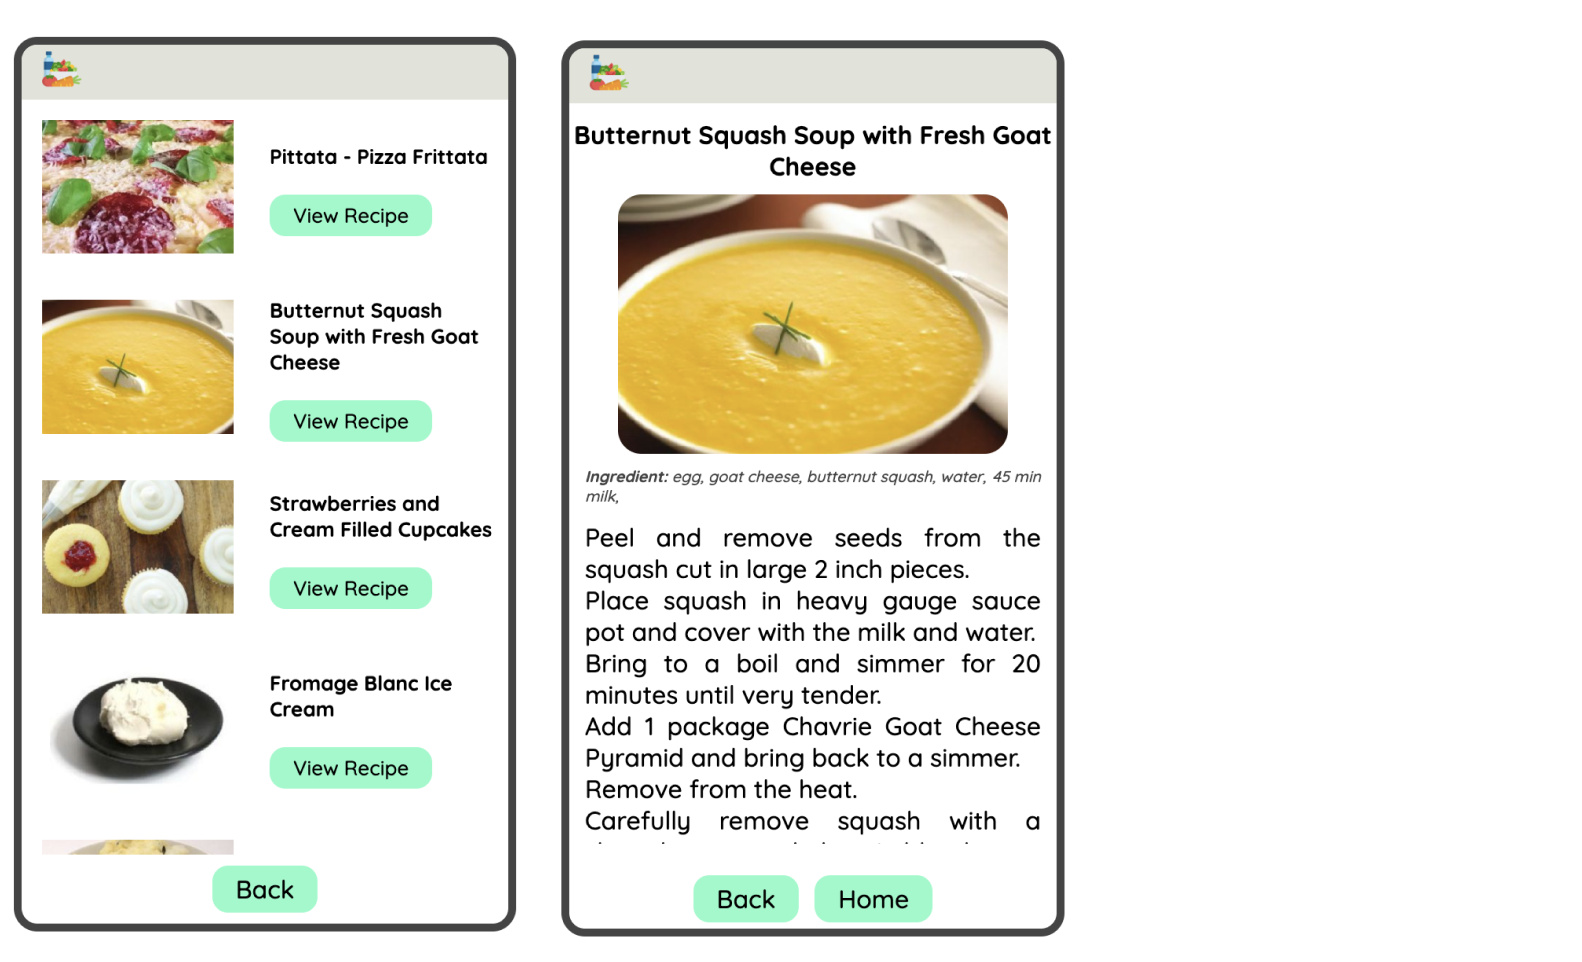 Pittata - Pizza Frittata
View Recipe
Butternut Squash
Soup with Fresh Goat
Cheese
View Recipe
Strawberries and
Cream Filled Cupcakes
View Recipe
Fromage Blanc Ice
Cream
View Recipe
Back
Butternut Squash Soup with Fresh Goat
Cheese
Ingredient: egg, goat cheese, butternut squash, water, 45 min
milk,
Peel and remove seeds from the
squash cut in large 2 inch pieces.
Place squash in heavy gauge sauce
pot and cover with the milk and water.
Bring to a boil and simmer for 20
minutes until very tender.
Add 1 package Chavrie Goat Cheese
Pyramid and bring back to a simmer.
Remove from the heat.
Carefully remove squash with a
Back Home